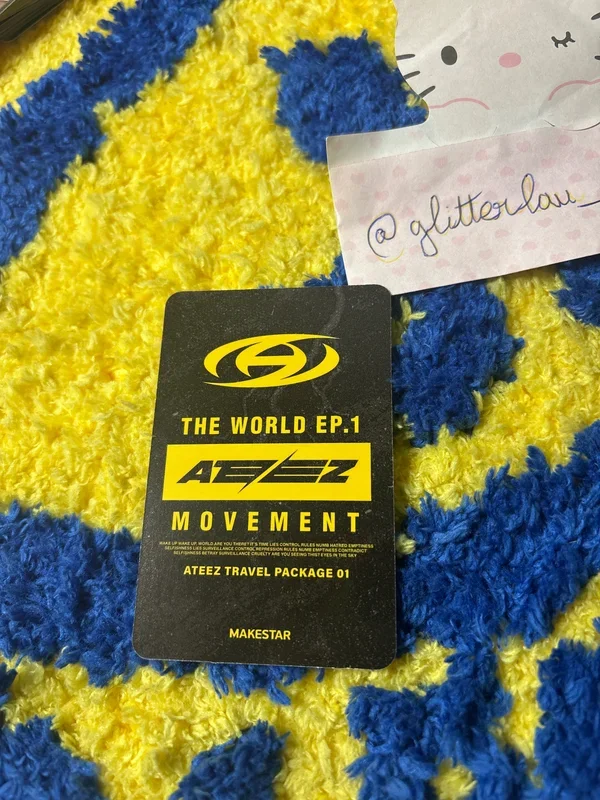 @glitterlau_
THE WORLD EP.1
ATEEZ
MOVEMENT
WAKE UP WAKE UP, WORLD ARE YOU THERE? IT'S TIME LIES CONTROL RULES NUMB HATRED EMPTINESS
SELFISHNESS LIES SURVEILLANCE CONTROL REPRESSION RULES NUMB EMPTINESS CONTRADICT
SELFISHNESS BETRAY SURVEILLANCE CRUELTY ARE YOU SEEING THIS? EYES IN THE SKY
ATEEZ TRAVEL PACKAGE 01
MAKESTAR